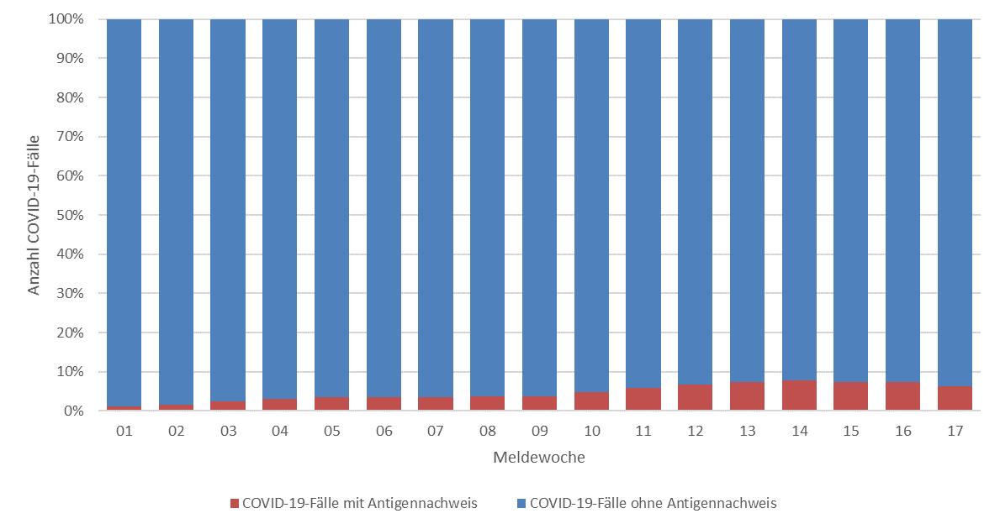 100%
90%
80%
70%
60%
50%
40%
30%
20%
10%
0%
Anzahl COVID-19-Fälle
01 02 03 04 05 06 07 08 09 10 11 12 13 14 15 16 17
Meldewoche
COVID-19-Fälle mit Antigennachweis COVID-19-Fälle ohne Antigennachweis